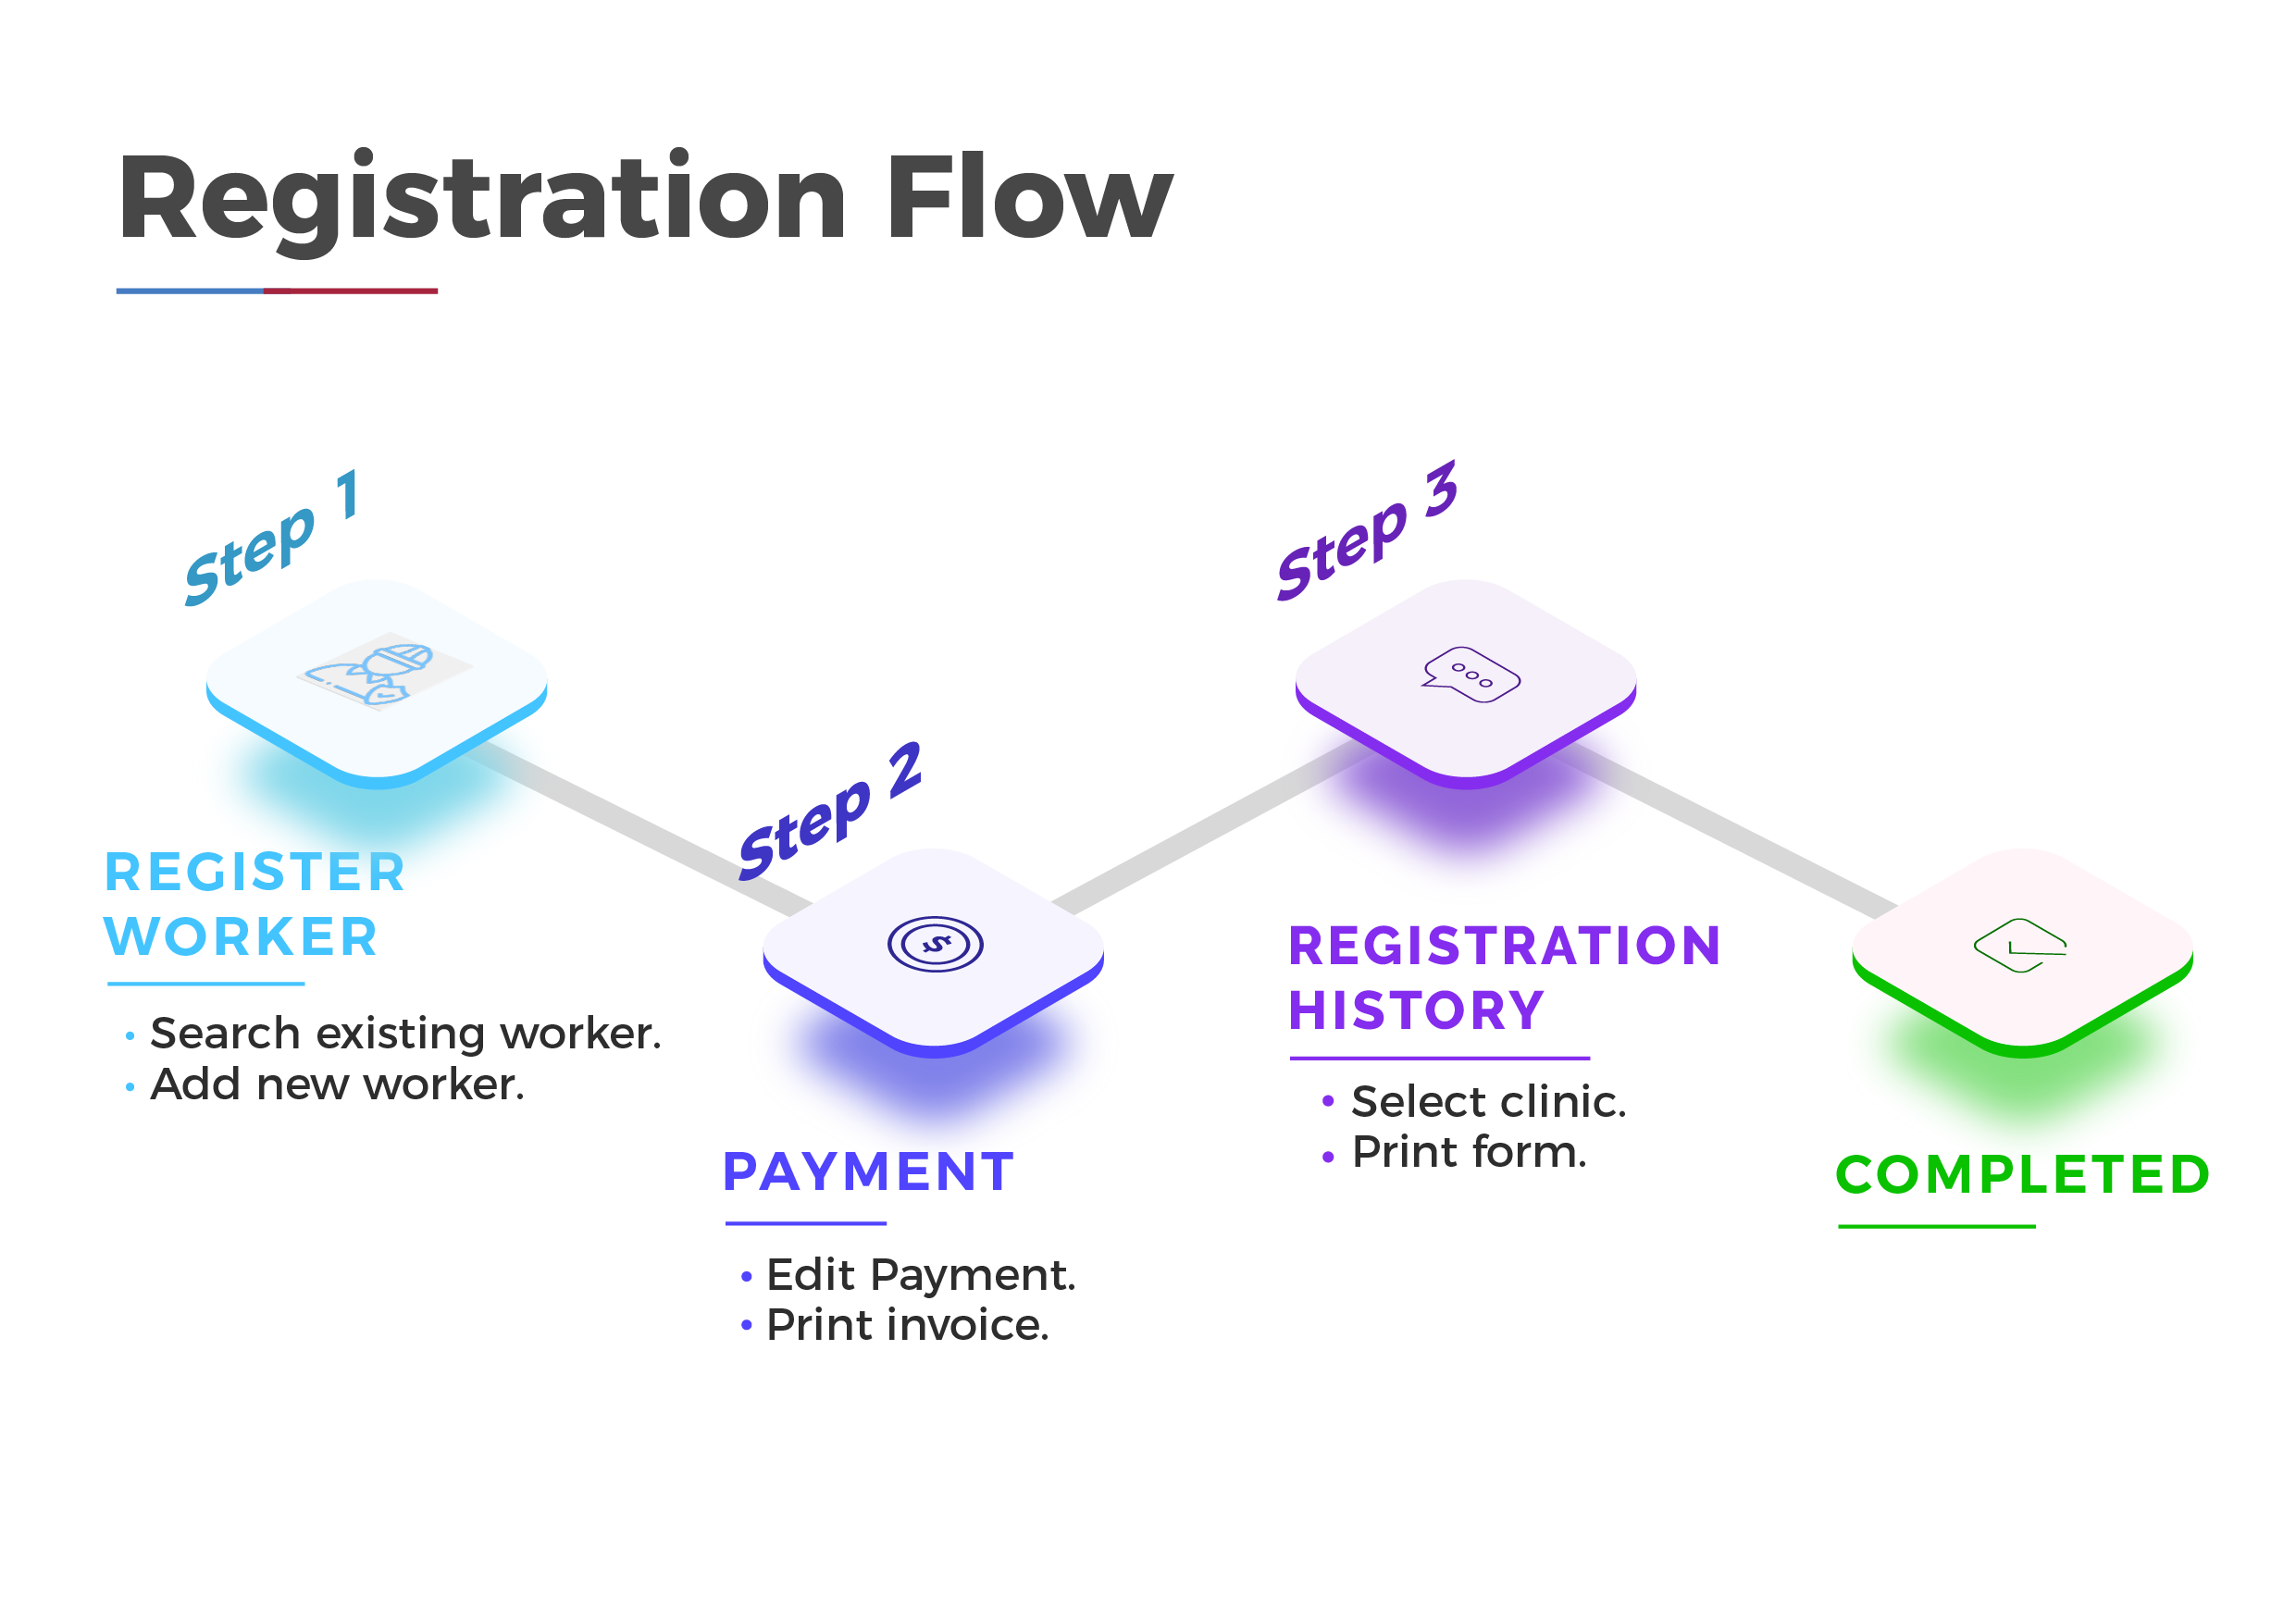 Registration Flow
Step 1
REGISTER
WORKER
• Search existing worker.
• Add new worker.
Step 2
PAYMENT
• Edit Payment.
• Print invoice.
Step 3
REGISTRATION
HISTORY
• Select clinic.
• Print form.
COMPLETED